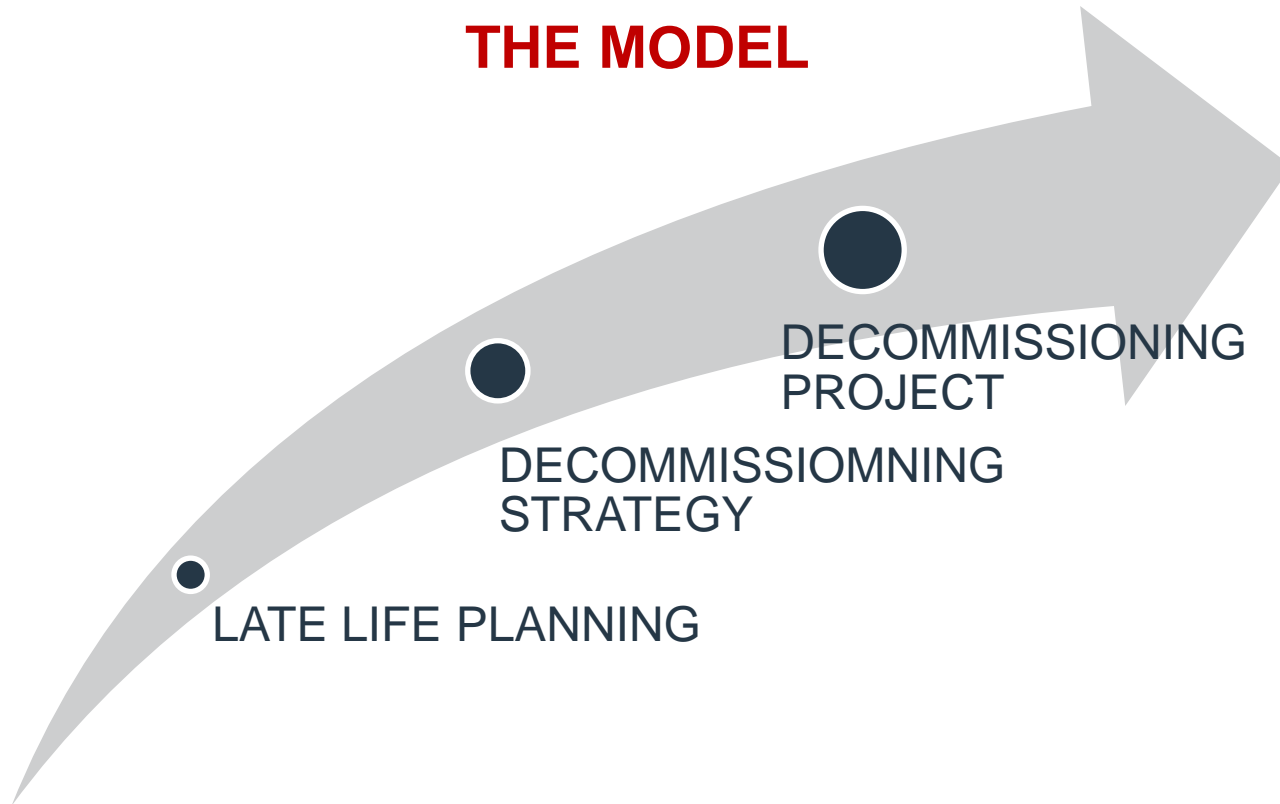 THE MODEL
DECOMMISSIONING
PROJECT
DECOMMISSIOMNING
STRATEGY
LATE LIFE PLANNING